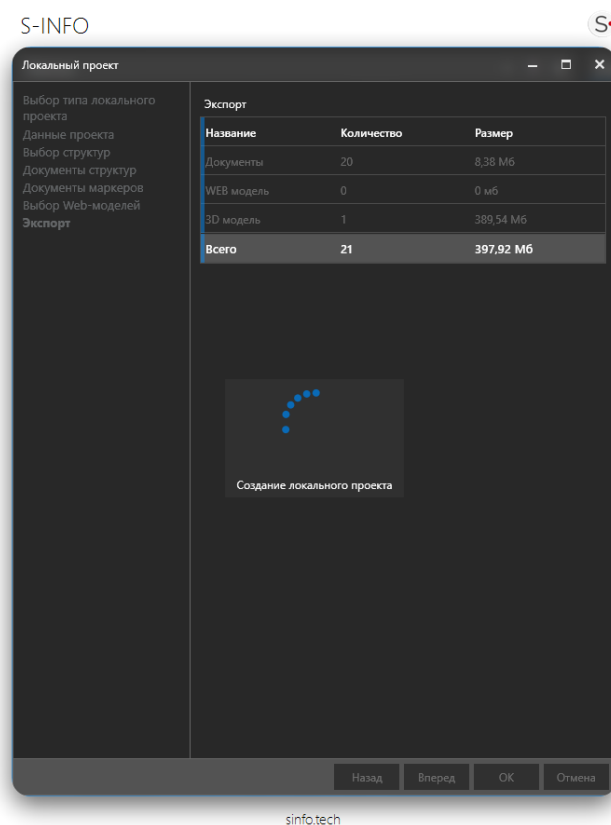 S-INFO
S
Локальный проект
Выбор типа локального
проекта
Данные проекта
Выбор структур
Документы структур
Документы маркеров
Выбор Web-моделей
Экспорт
Экспорт
Название Количество Размер
Документы 20 8,38 Мб
WEB модель 0 0 мб
3D модель 1 389,54 Мб
Всего 21 397,92 Мб
Создание локального проекта
Назад Вперед ОК Отмена
sinfo.tech